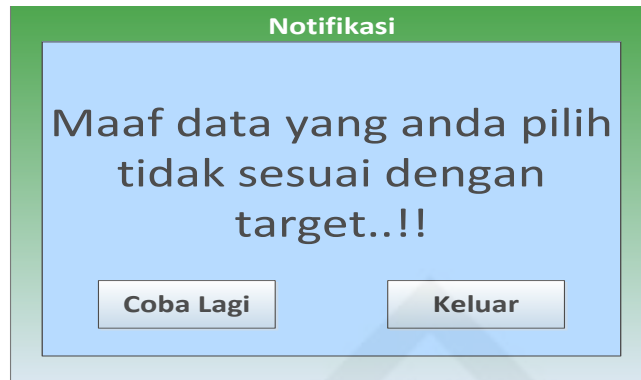 Notifikasi
Maaf data yang anda pilih
tidak sesuai dengan
target..!!
Coba Lagi
Keluar